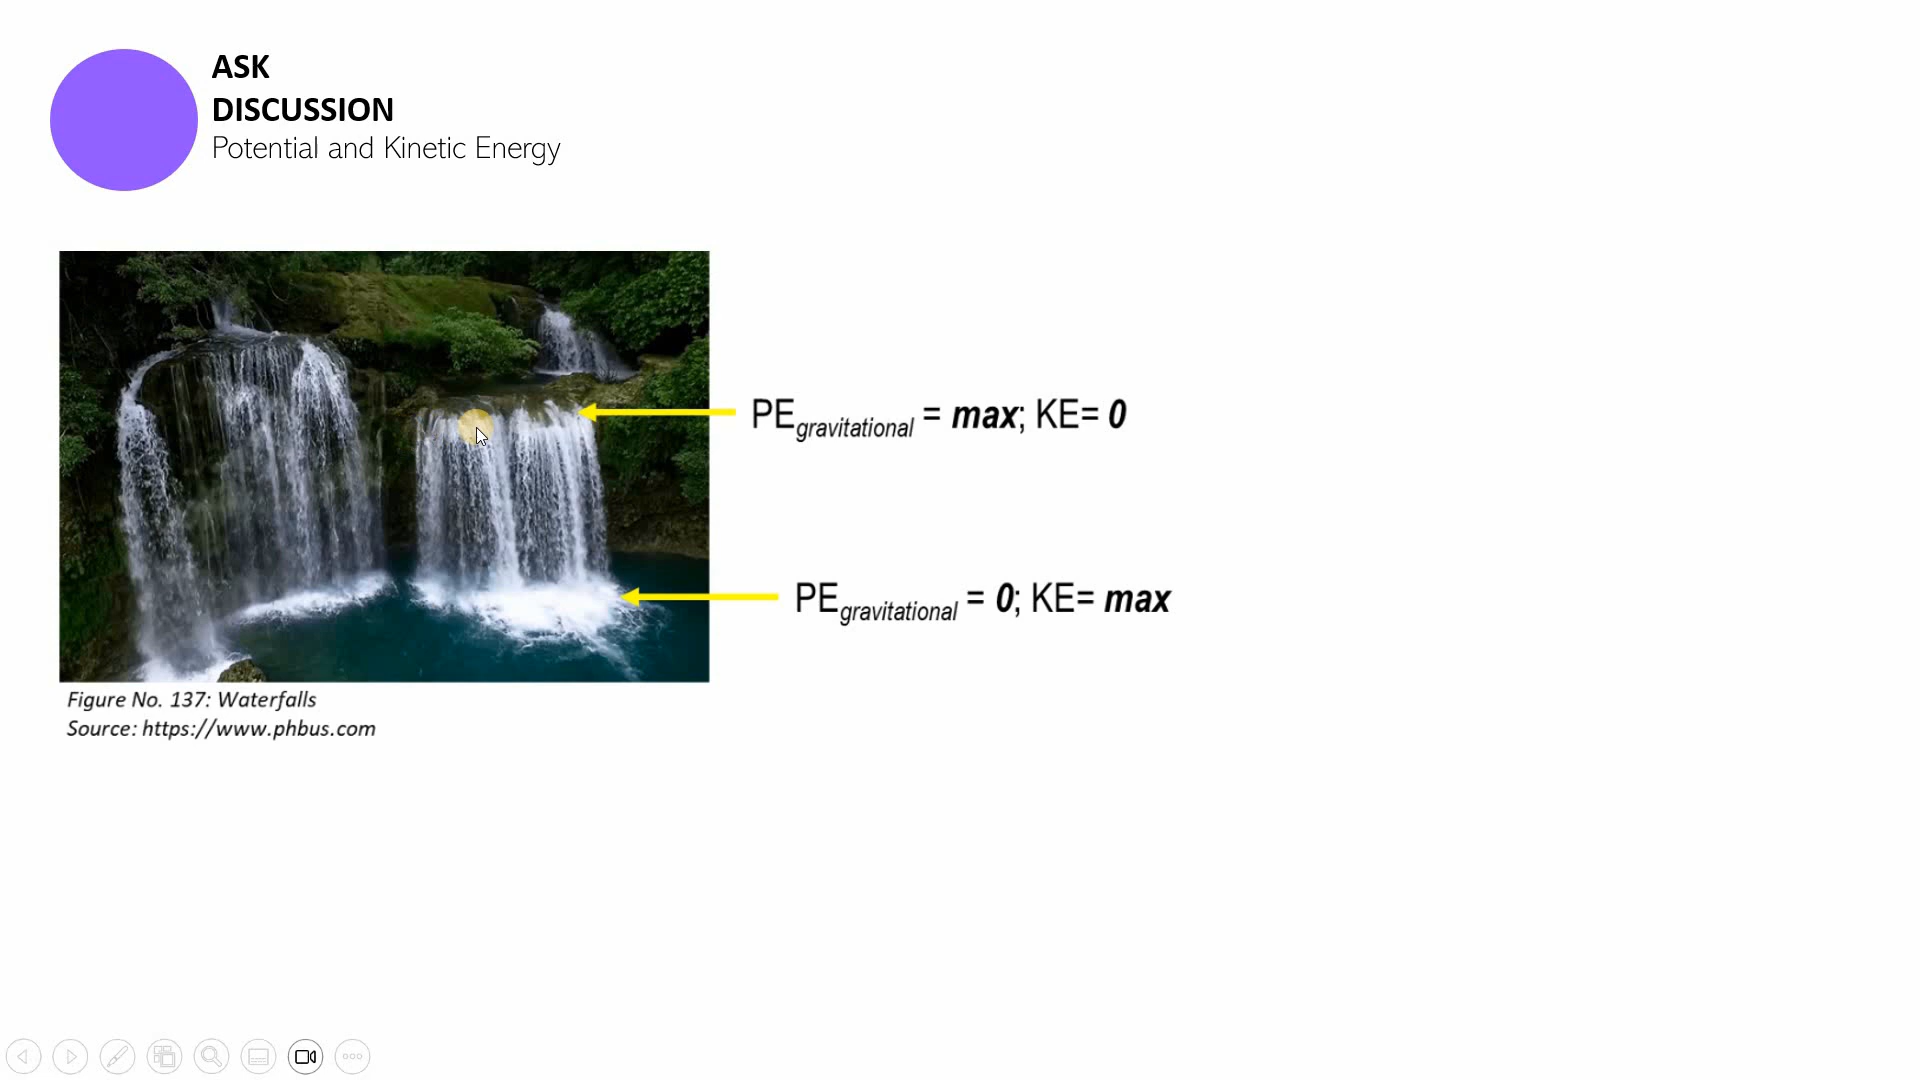 ASK
DISCUSSION
Potential and Kinetic Energy
PEgravitational = max; KE= 0
PEgravitational = 0; KE= max
Figure No. 137: Waterfalls
Source: https://www.phbus.com